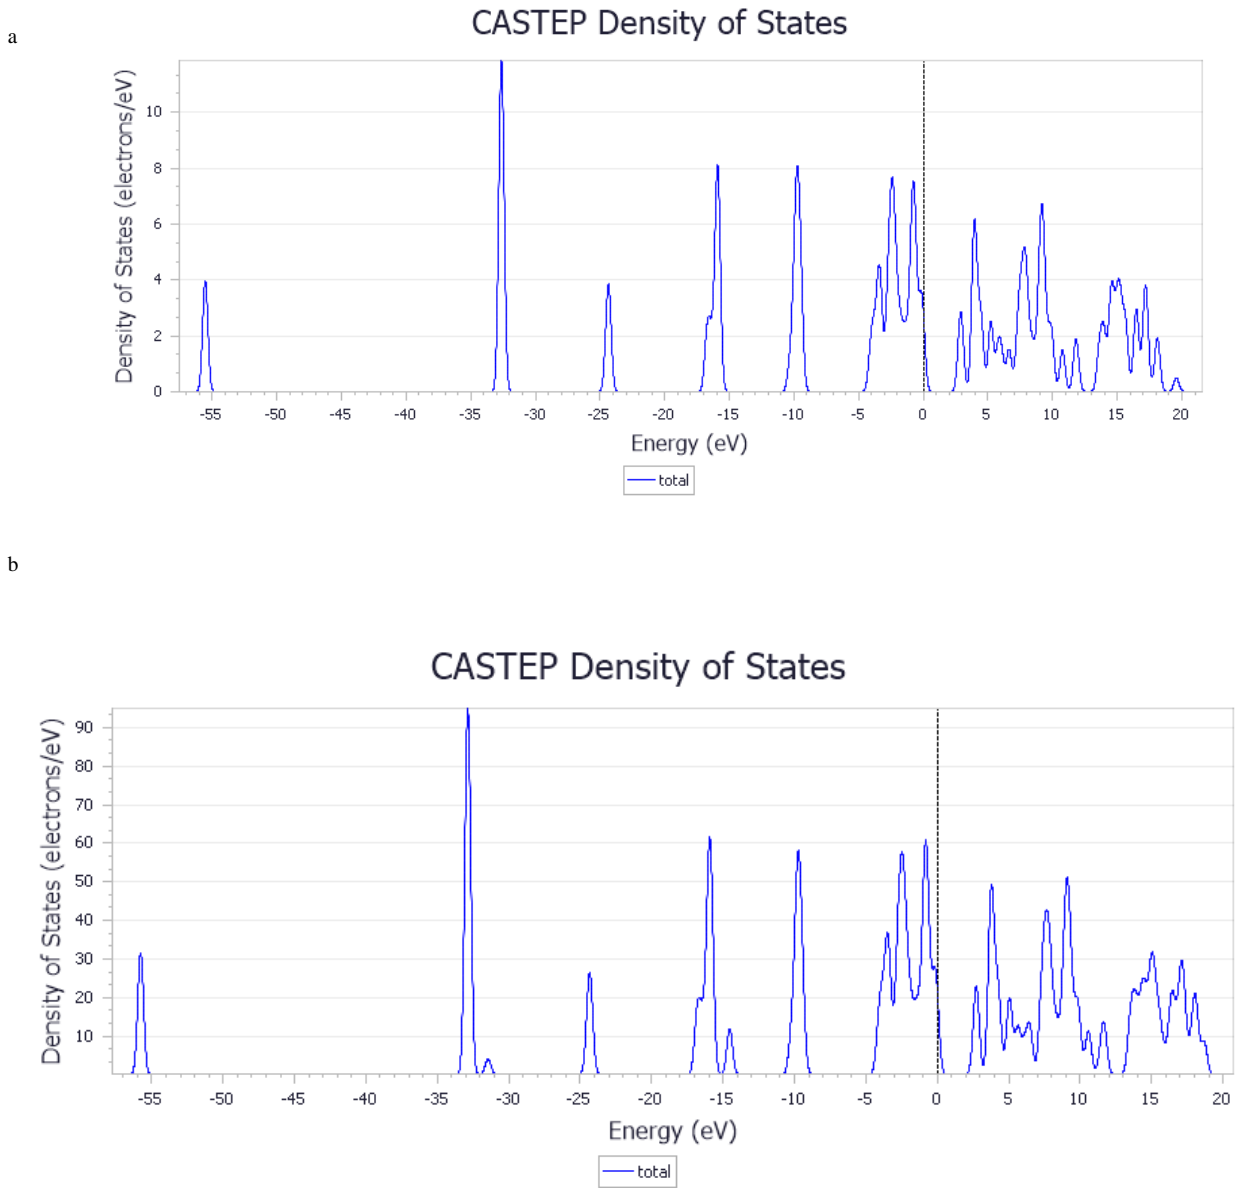 a
CASTEP Density of States
Density of States (electrons/eV)
10
8
6
4
2
0
-55 -50 -45 -40 -35 -30 -25 -20 -15 -10 -5 0 5 10 15 20
Energy (eV)
total
b
CASTEP Density of States
Density of States (electrons/eV)
90
80
70
60
50
40
30
20
10
-55 -50 -45 -40 -35 -30 -25 -20 -15 -10 -5 0 5 10 15 20
Energy (eV)
total